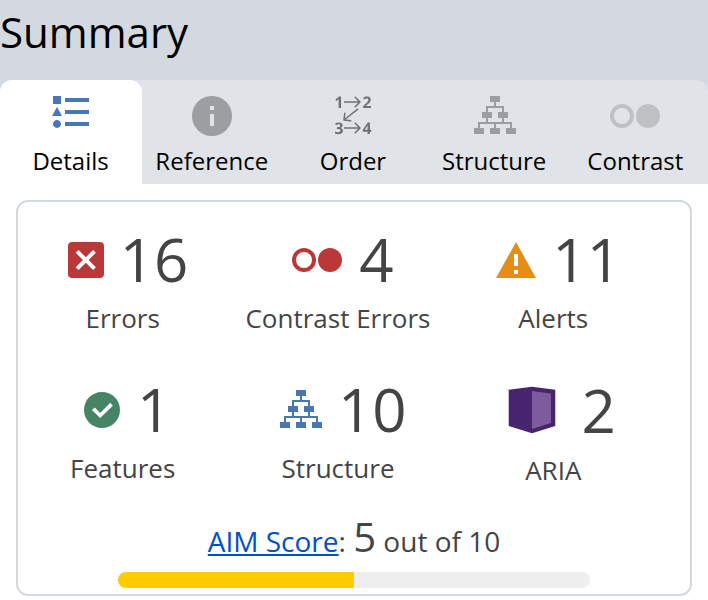 Summary
1 2
3 4
Details Reference Order Structure Contrast
16 4 11
Errors Contrast Errors Alerts
1 10 2
Features Structure ARIA
AIM Score: 5 out of 10